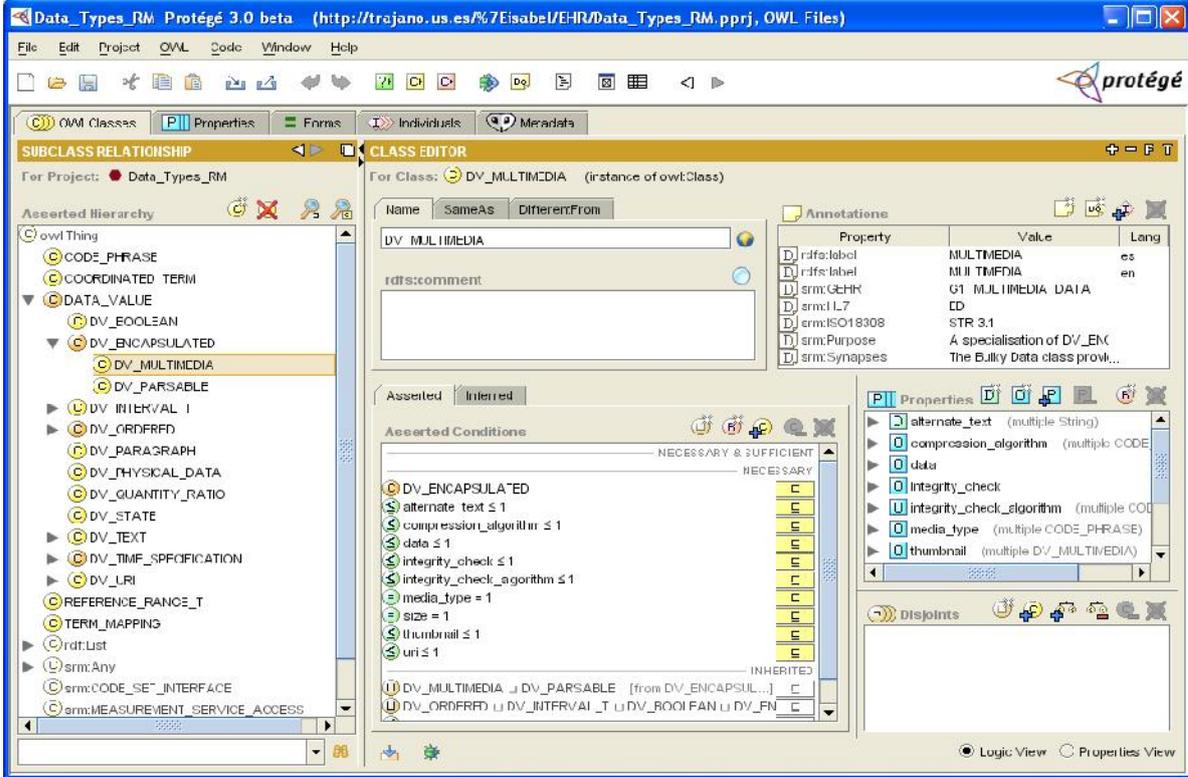 Data_Types_RM Protégé 3.0 beta (http://trajano.us.es/%7Eisabel/EHR/Data_Types_RM.pprj, OWL Files)
File Edit Project OWL Code Window Help
protégé
OWL Classes Properties Forms Individuals Metadata
SUBCLASS RELATIONSHIP
For Project: Data_Types_RM
Asserted Hierarchy
owl:Thing
CODE_PHRASE
COORDINATED_TERM
DATA_VALUE
DV_BOOLEAN
DV_ENCAPSULATED
DV_MULTIMEDIA
DV_PARSABLE
DV_INTERVAL_T
DV_ORDERED
DV_PARAGRAPH
DV_PHYSICAL_DATA
DV_QUANTITY_RATIO
DV_STATE
DV_TEXT
DV_TIME_SPECIFICATION
DV_URI
REFERENCE_RANGE_T
TERM_MAPPING
rdf:List
srm:Any
srm:CODE_SET_INTERFACE
srm:MEASUREMENT_SERVICE_ACCESS
CLASS EDITOR
For Class: DV_MULTIMEDIA (instance of owl:Class)
Name SameAs DifferentFrom
DV_MULTIMEDIA
rdfs:comment
Annotations
Property Value Lang
rdfs:label MULTIMEDIA es
rdfs:label MULTIMEDIA en
srm:GEHR G1_MULTIMEDIA_DATA
srm:HL7 ED
srm:ISO18308 STR 3.1
srm:Purpose A specialisation of DV_EN(
srm:Synapses The Bulky Data class provi...
Asserted Inferred
Asserted Conditions
NECESSARY & SUFFICIENT
NECESSARY
DV_ENCAPSULATED
alternate_text ≤ 1
compression_algorithm ≤ 1
data ≤ 1
integrity_check ≤ 1
integrity_check_agorithm ≤ 1
media_type = 1
size = 1
thumbnail ≤ 1
uri ≤ 1
INHERITED
DV_MULTIMEDIA ⊔ DV_PARSABLE [from DV_ENCAPSUL...]
DV_ORDERED ⊔ DV_INTERVAL_T ⊔ DV_BOOLEAN ⊔ DV_EN
Properties
alternate_text (multiple String)
compression_algorithm (multiple CODE_
data
integrity_check
integrity_check_algorithm (multiple COD
media_type (multiple CODE_PHRASE)
thumbnail (multiple DV_MULTIMEDIA)
Disjoints
Logic View Properties View